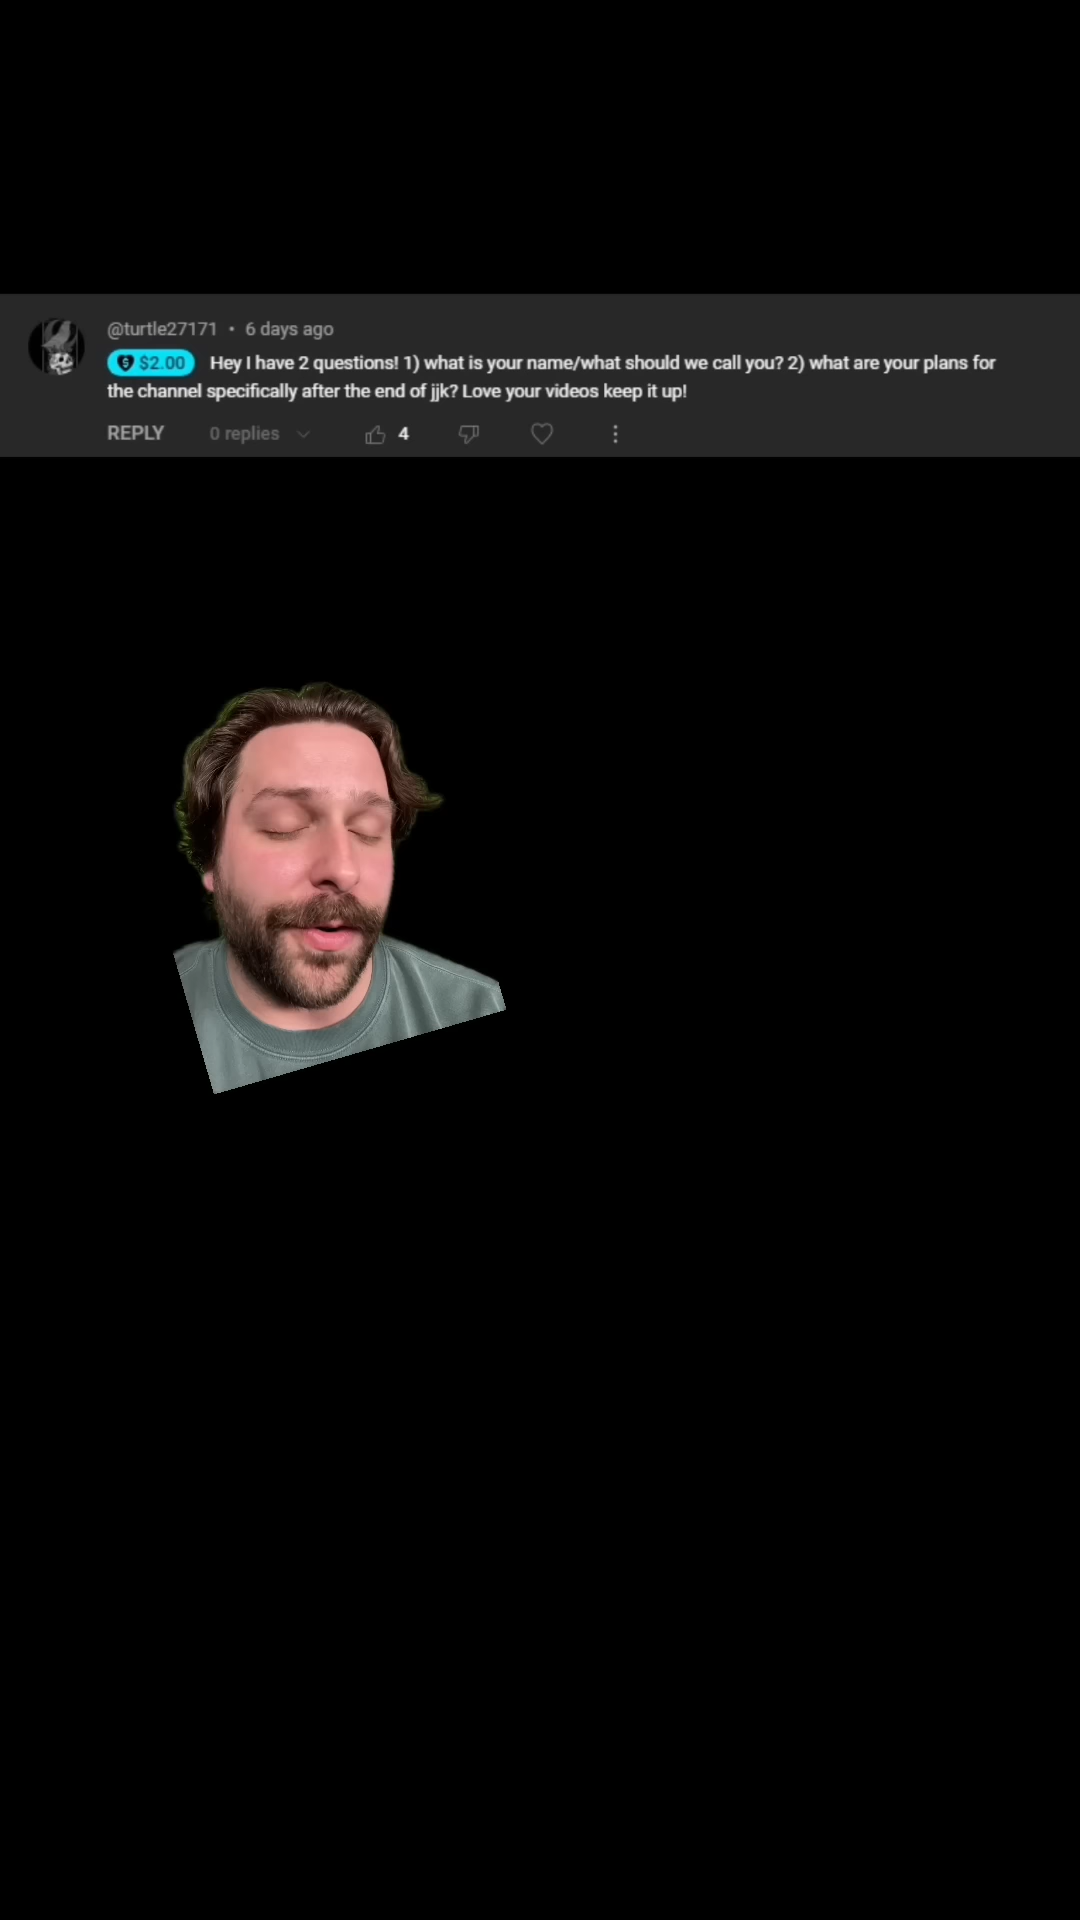 @turtle27171 • 6 days ago
$2.00 Hey I have 2 questions! 1) what is your name/what should we call you? 2) what are your plans for
the channel specifically after the end of jjk? Love your videos keep it up!
REPLY 0 replies 4